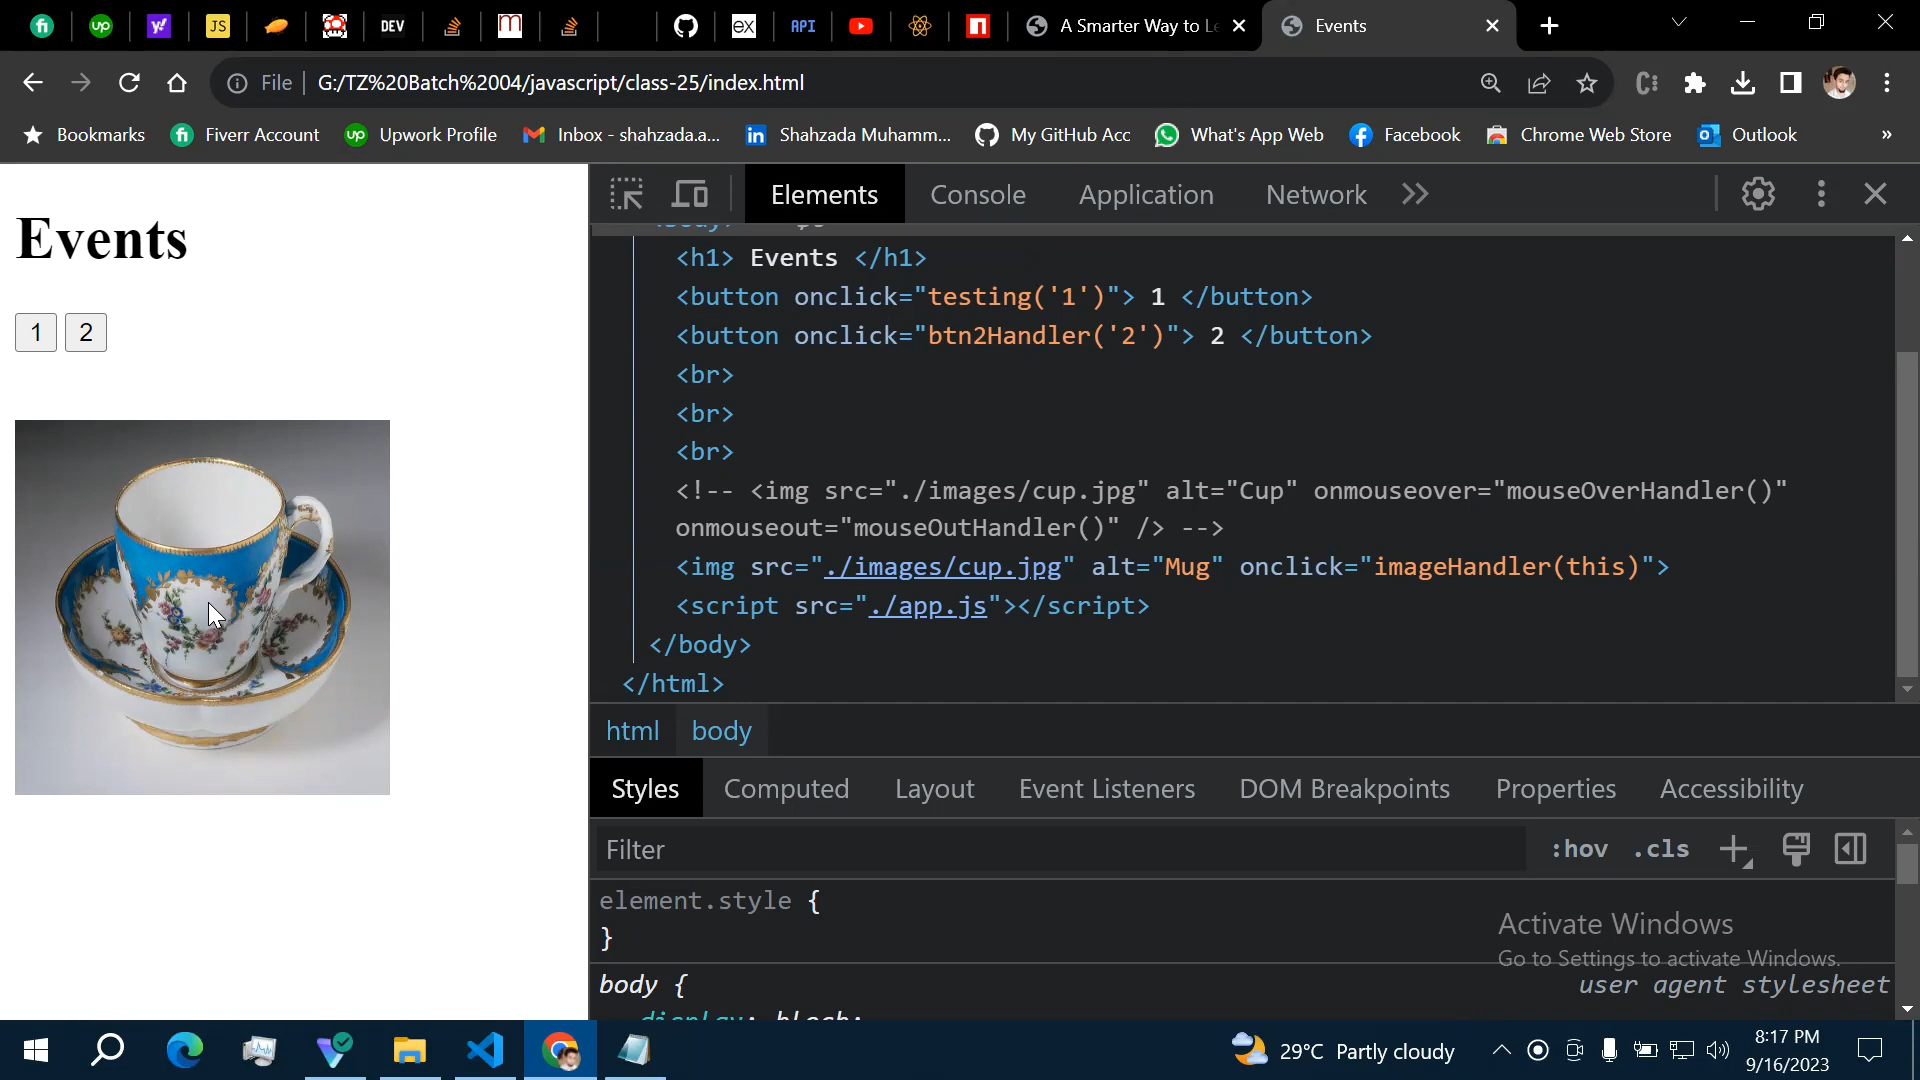 JS
DEV
ex
API
A Smarter Way to Le
Events
File
G:/TZ%20Batch%2004/javascript/class-25/index.html
Bookmarks
Fiverr Account
Upwork Profile
Inbox - shahzada.a...
Shahzada Muhamm...
My GitHub Acc
What's App Web
Facebook
Chrome Web Store
Outlook
»
Events
1
2
Elements
Console
Application
Network
<h1> Events </h1>
<button onclick="testing('1')"> 1 </button>
<button onclick="btn2Handler('2')"> 2 </button>
<br>
<br>
<br>
<!-- <img src="./images/cup.jpg" alt="Cup" onmouseover="mouseOverHandler()"
onmouseout="mouseOutHandler()" /> -->
<img src="./images/cup.jpg" alt="Mug" onclick="imageHandler(this)">
<script src="./app.js"></script>
</body>
</html>
html
body
Styles
Computed
Layout
Event Listeners
DOM Breakpoints
Properties
Accessibility
Filter
:hov
.cls
element.style {
}
Activate Windows
Go to Settings to activate Windows.
body {
user agent stylesheet
display: block;
29°C Partly cloudy
8:17 PM
9/16/2023